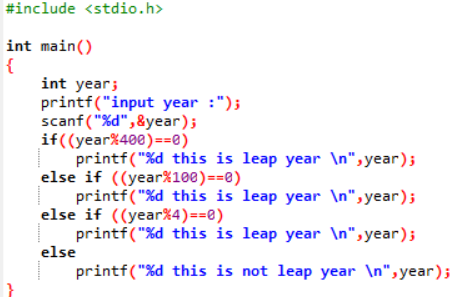 #include <stdio.h>
int main()
{
int year;
printf("input year :");
scanf("%d",&year);
if((year%400)==0)
printf("%d this is leap year \n",year);
else if ((year%100)==0)
printf("%d this is leap year \n",year);
else if ((year%4)==0)
printf("%d this is leap year \n",year);
else
printf("%d this is not leap year \n",year);
}